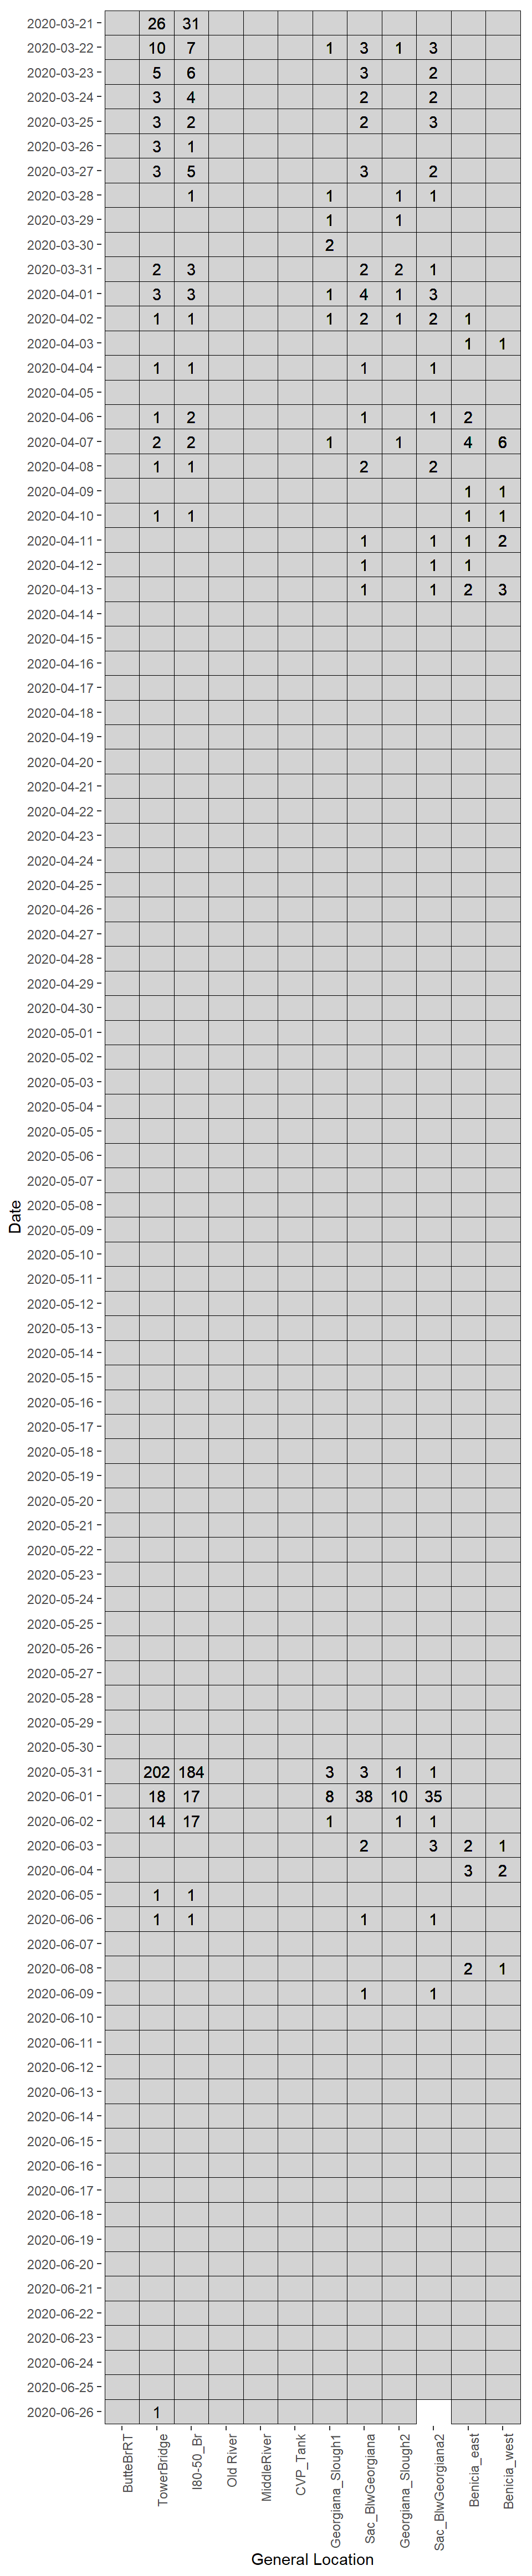 2020-03-21 26 31
2020-03-22 10 7 1 3 1 3
2020-03-23 5 6 3 2
2020-03-24 3 4 2 2
2020-03-25 3 2 2 3
2020-03-26 3 1
2020-03-27 3 5 3 2
2020-03-28 1 1 1 1
2020-03-29 1 1
2020-03-30 2
2020-03-31 2 3 2 2 1
2020-04-01 3 3 1 4 1 3
2020-04-02 1 1 1 2 1 2 1
2020-04-03 1 1
2020-04-04 1 1 1 1
2020-04-05
2020-04-06 1 2 1 1 2
2020-04-07 2 2 1 1 4 6
2020-04-08 1 1 2 2
2020-04-09 1 1
2020-04-10 1 1 1 1
2020-04-11 1 1 1 2
2020-04-12 1 1 1
2020-04-13 1 1 2 3
2020-04-14
2020-04-15
2020-04-16
2020-04-17
2020-04-18
2020-04-19
2020-04-20
2020-04-21
2020-04-22
2020-04-23
2020-04-24
2020-04-25
2020-04-26
2020-04-27
2020-04-28
2020-04-29
2020-04-30
2020-05-01
2020-05-02
2020-05-03
2020-05-04
2020-05-05
2020-05-06
2020-05-07
2020-05-08
Date
2020-05-09
2020-05-10
2020-05-11
2020-05-12
2020-05-13
2020-05-14
2020-05-15
2020-05-16
2020-05-17
2020-05-18
2020-05-19
2020-05-20
2020-05-21
2020-05-22
2020-05-23
2020-05-24
2020-05-25
2020-05-26
2020-05-27
2020-05-28
2020-05-29
2020-05-30
2020-05-31 202 184 3 3 1 1
2020-06-01 18 17 8 38 10 35
2020-06-02 14 17 1 1 1
2020-06-03 2 3 2 1
2020-06-04 3 2
2020-06-05 1 1
2020-06-06 1 1 1 1
2020-06-07
2020-06-08 2 1
2020-06-09 1 1
2020-06-10
2020-06-11
2020-06-12
2020-06-13
2020-06-14
2020-06-15
2020-06-16
2020-06-17
2020-06-18
2020-06-19
2020-06-20
2020-06-21
2020-06-22
2020-06-23
2020-06-24
2020-06-25
2020-06-26 1
ButteBrRT
TowerBridge
I80-50_Br
Old River
MiddleRiver
CVP_Tank
Georgiana_Slough1
Sac_BlwGeorgiana
Georgiana_Slough2
Sac_BlwGeorgiana2
Benicia_east
Benicia_west
General Location